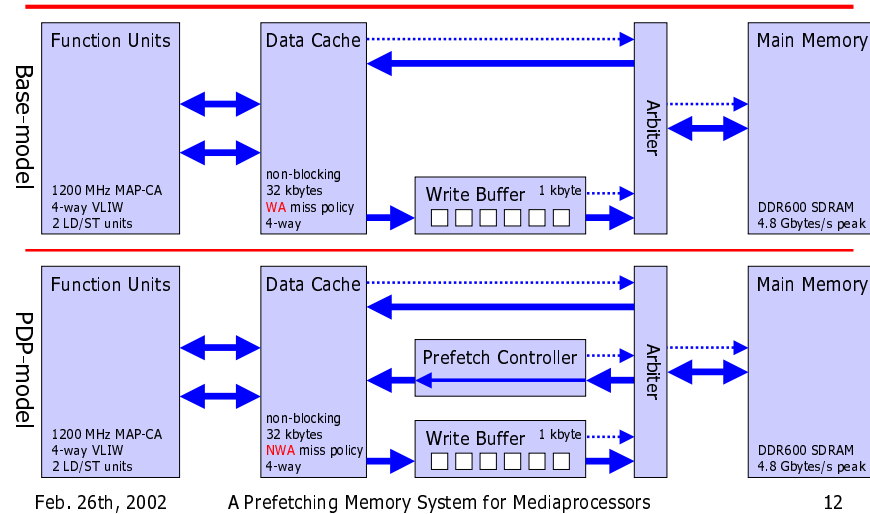 Base-model
Function Units
1200 MHz MAP-CA
4-way VLIW
2 LD/ST units
Data Cache
non-blocking
32 kbytes
WA miss policy
4-way
Write Buffer
1 kbyte
Arbiter
Main Memory
DDR600 SDRAM
4.8 Gbytes/s peak
PDP-model
Function Units
1200 MHz MAP-CA
4-way VLIW
2 LD/ST units
Data Cache
non-blocking
32 kbytes
NWA miss policy
4-way
Prefetch Controller
Write Buffer
1 kbyte
Arbiter
Main Memory
DDR600 SDRAM
4.8 Gbytes/s peak
Feb. 26th, 2002
A Prefetching Memory System for Mediaprocessors
12